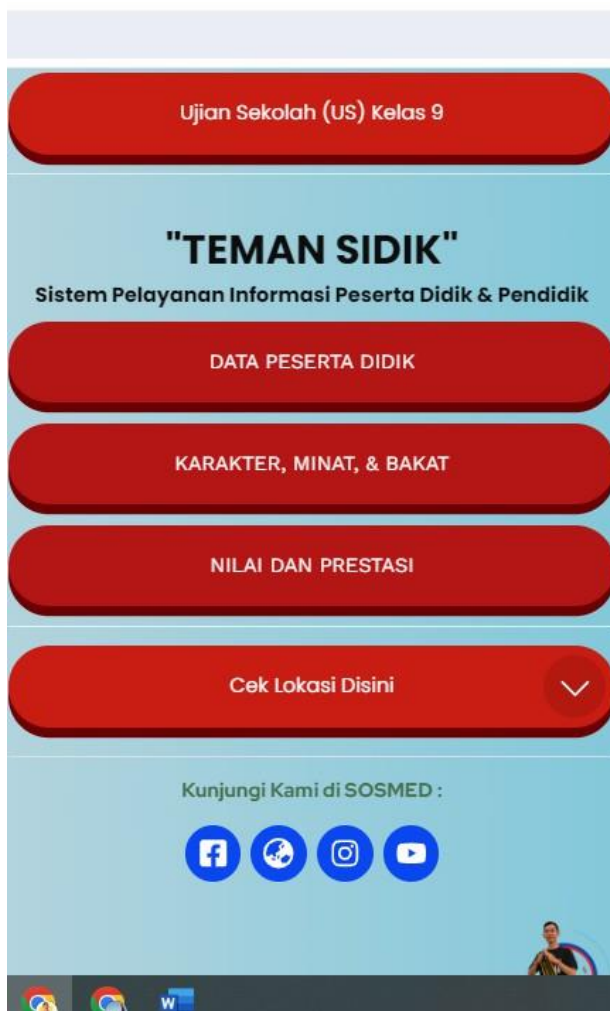 Ujian Sekolah (US) Kelas 9
"TEMAN SIDIK"
Sistem Pelayanan Informasi Peserta Didik & Pendidik
DATA PESERTA DIDIK
KARAKTER, MINAT, & BAKAT
NILAI DAN PRESTASI
Cek Lokasi Disini
Kunjungi Kami di SOSMED :
W